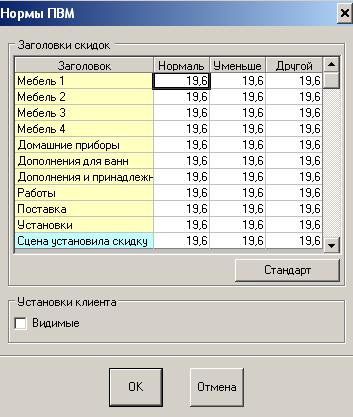 Нормы ПВМ
Заголовки скидок
Заголовок Нормаль Уменьше Другой
Мебель 1 19,6 19,6 19,6
Мебель 2 19,6 19,6 19,6
Мебель 3 19,6 19,6 19,6
Мебель 4 19,6 19,6 19,6
Домашние приборы 19,6 19,6 19,6
Дополнения для ванн 19,6 19,6 19,6
Дополнения и принадлежн 19,6 19,6 19,6
Работы 19,6 19,6 19,6
Поставка 19,6 19,6 19,6
Установки 19,6 19,6 19,6
Сцена установила скидку 19,6 19,6 19,6
Стандарт
Установки клиента
Видимые
ОК Отмена